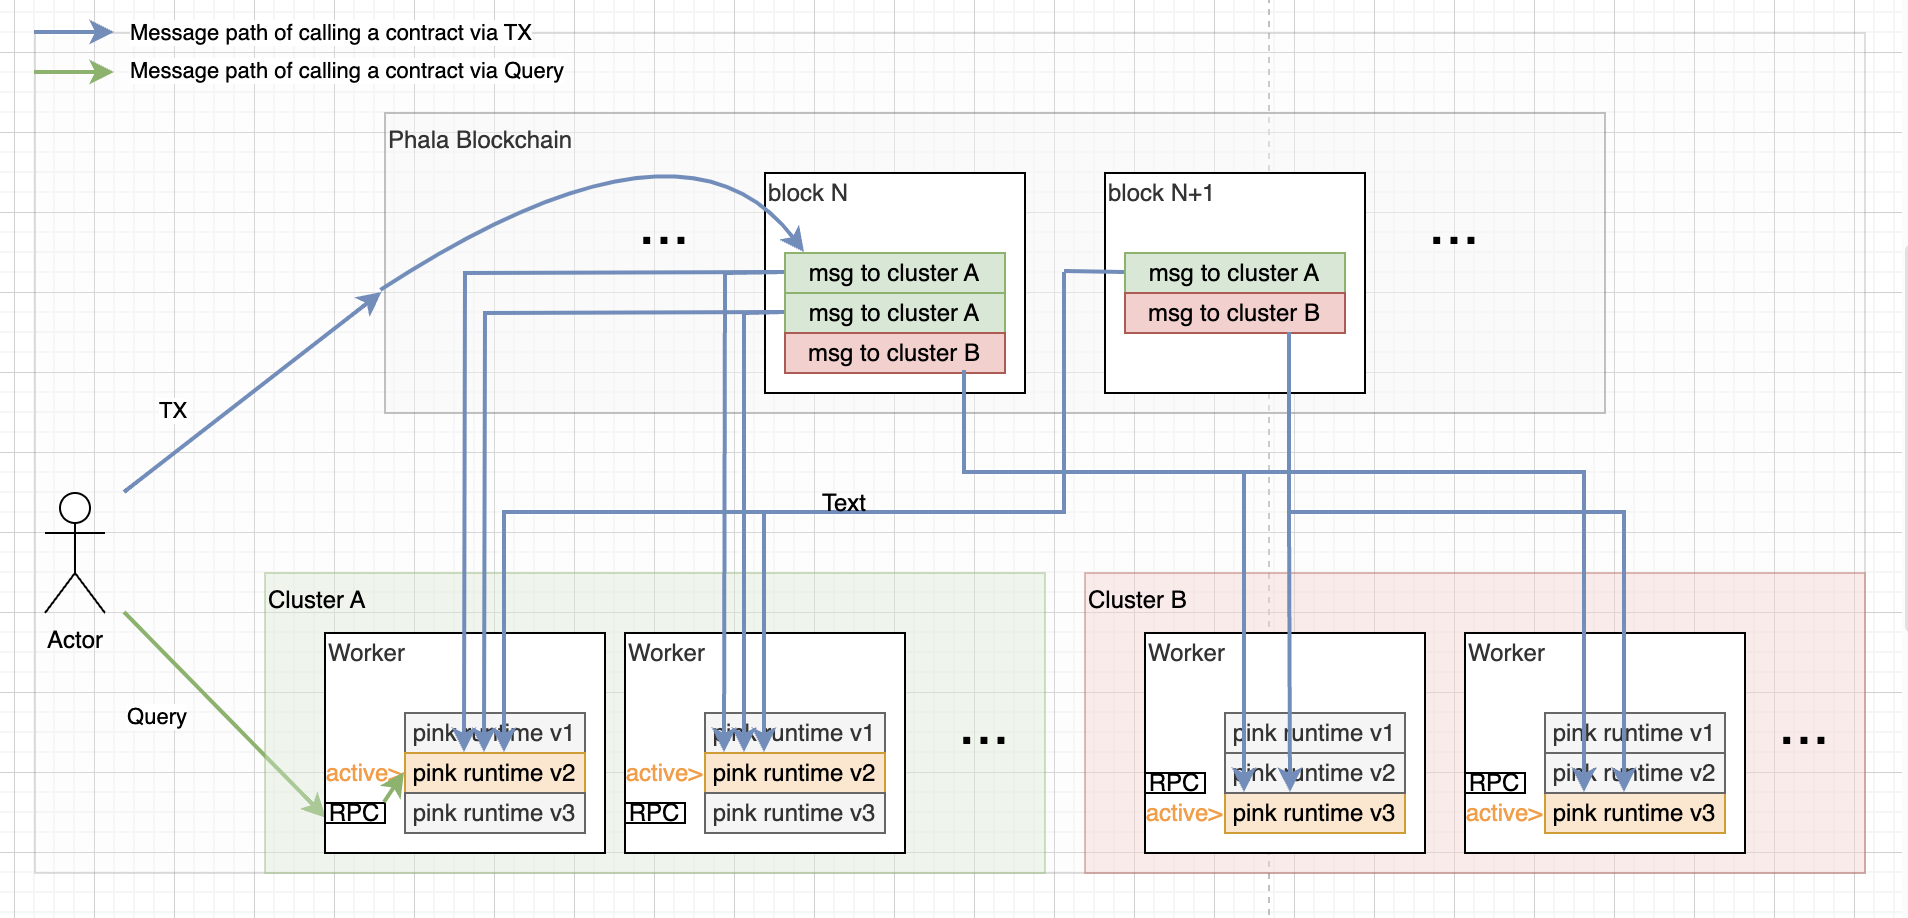 Message path of calling a contract via TX
Message path of calling a contract via Query
Phala Blockchain
block N
block N+1
...
...
msg to cluster A
msg to cluster A
msg to cluster B
msg to cluster A
msg to cluster B
TX
Text
Actor
Query
Cluster A
Worker
pink runtime v1
active>
pink runtime v2
RPC
pink runtime v3
Worker
pink runtime v1
active>
pink runtime v2
RPC
pink runtime v3
...
Cluster B
Worker
pink runtime v1
RPC
pink runtime v2
active>
pink runtime v3
Worker
pink runtime v1
RPC
pink runtime v2
active>
pink runtime v3
...